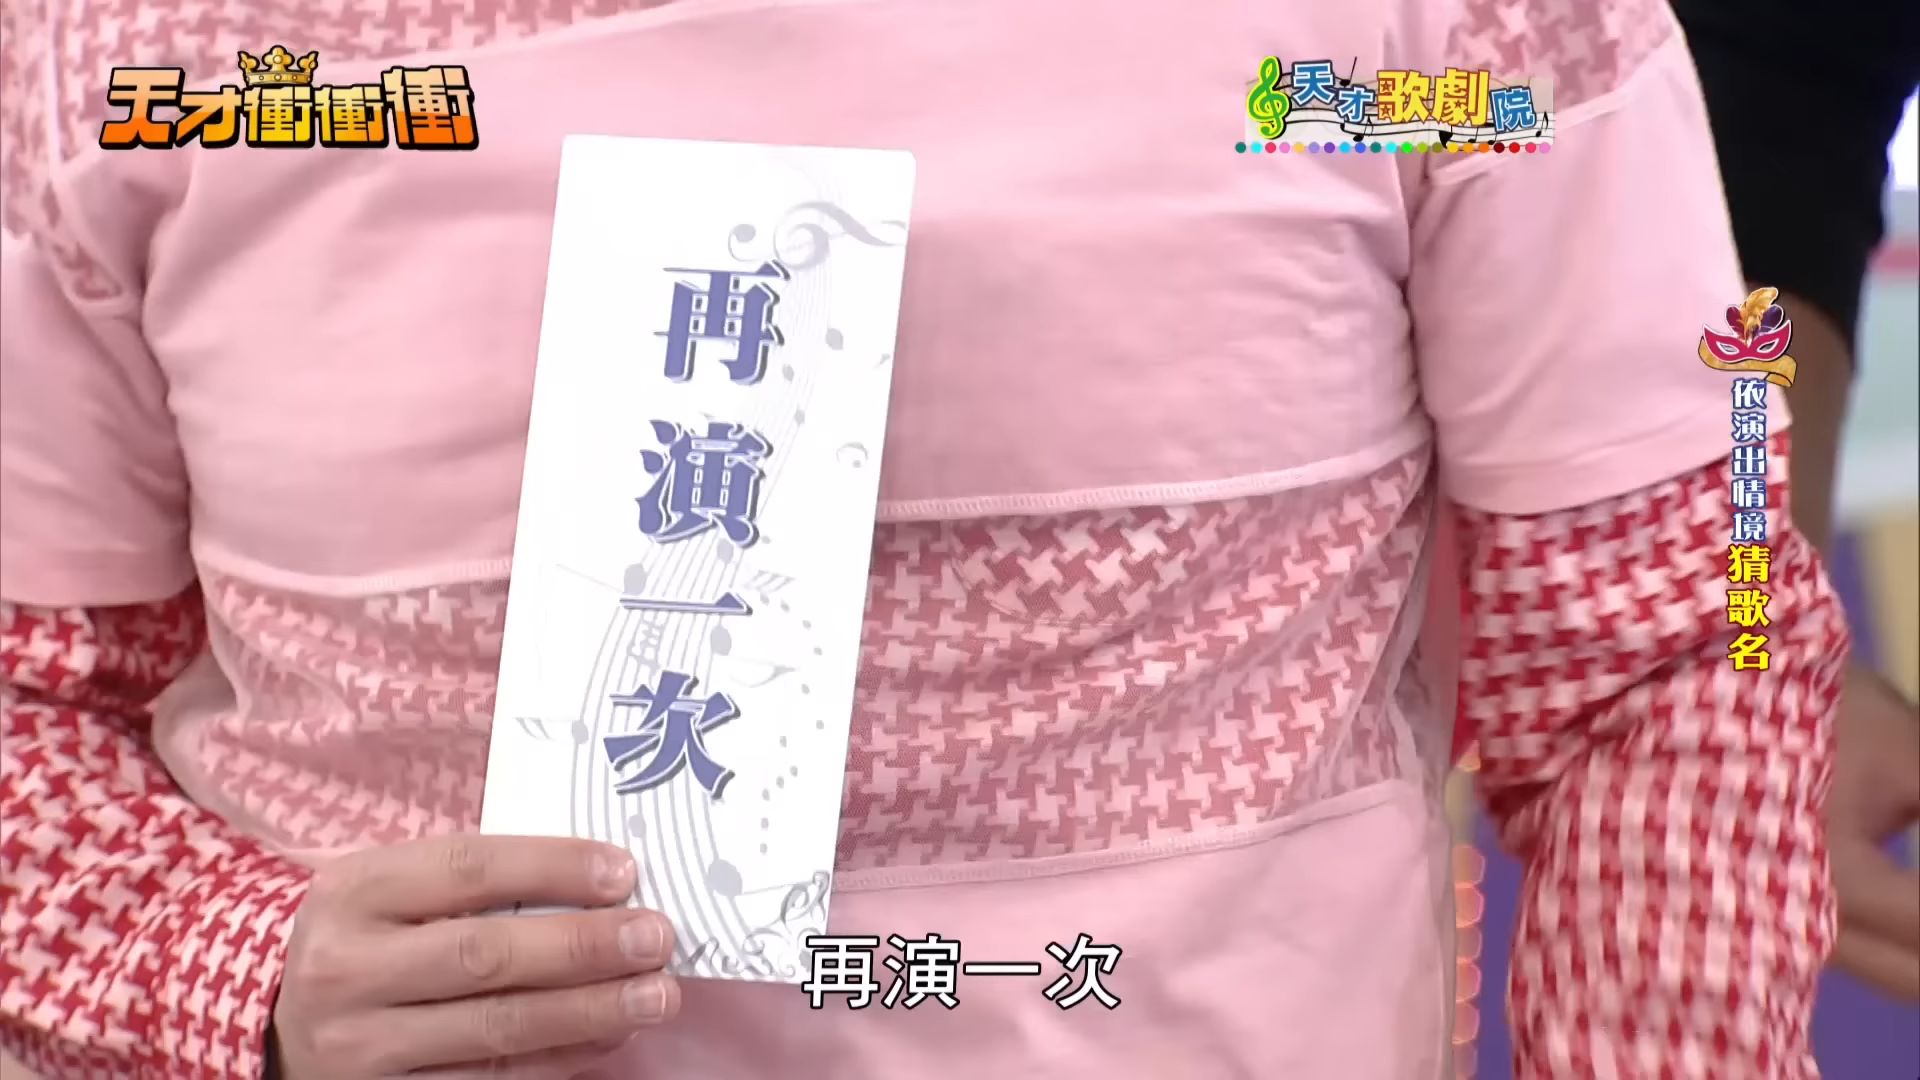 天才衝衝衝
天才歌劇院
再演一次
依演出情境猜歌名
再演一次